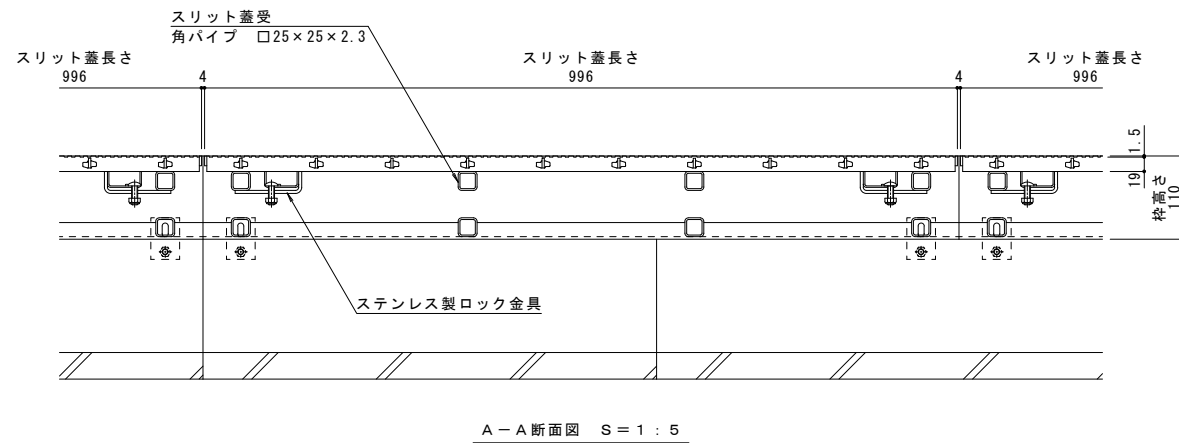 スリット蓋受
角パイプ □25×25×2.3
スリット蓋長さ
996
4
スリット蓋長さ
996
4
スリット蓋長さ
996
1.5
19
枠高さ
110
ステンレス製ロック金具
A－A断面図 S＝1：5